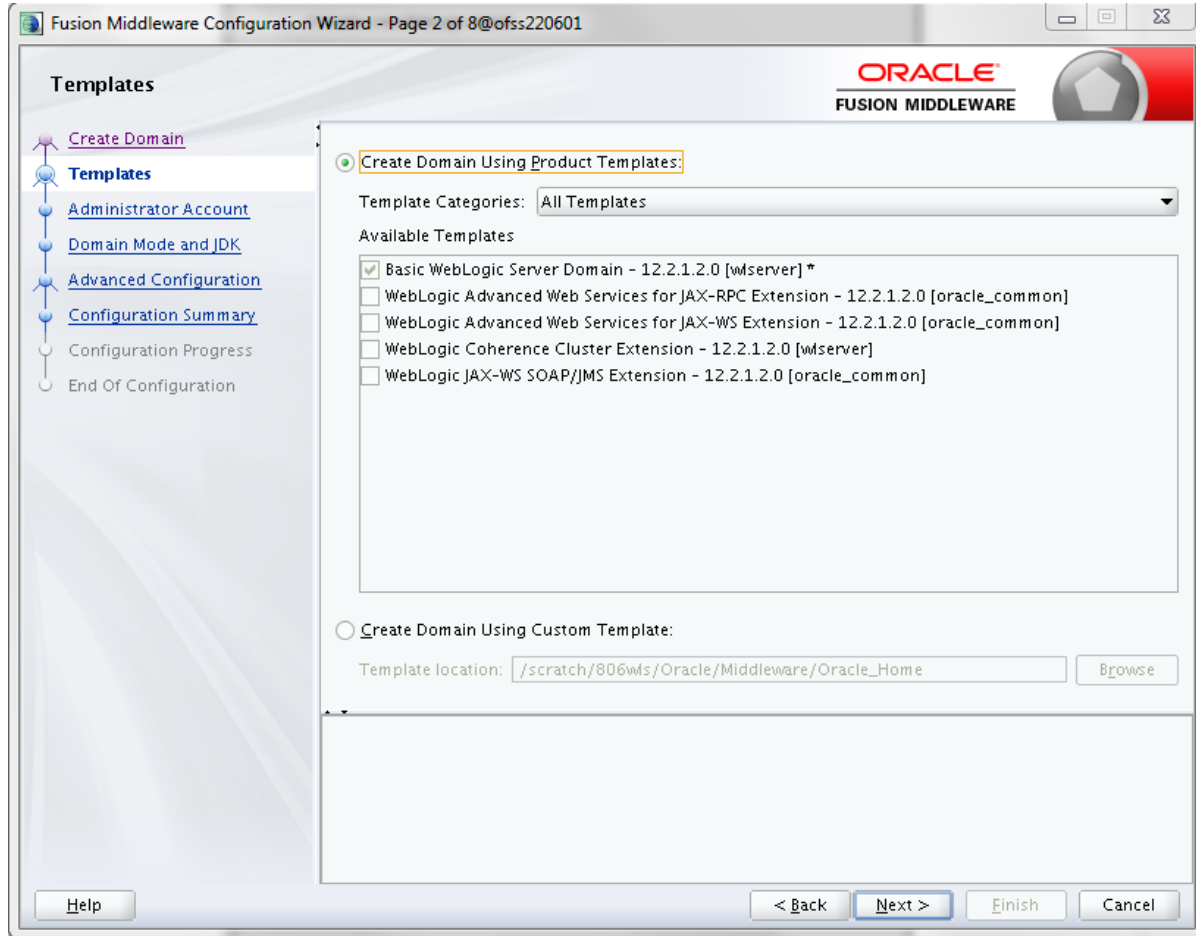 Fusion Middleware Configuration Wizard - Page 2 of 8@ofss220601
Templates
ORACLE
FUSION MIDDLEWARE
Create Domain
Templates
Administrator Account
Domain Mode and JDK
Advanced Configuration
Configuration Summary
Configuration Progress
End Of Configuration
Create Domain Using Product Templates:
Template Categories: All Templates
Available Templates
Basic WebLogic Server Domain - 12.2.1.2.0 [wlserver] *
WebLogic Advanced Web Services for JAX-RPC Extension - 12.2.1.2.0 [oracle_common]
WebLogic Advanced Web Services for JAX-WS Extension - 12.2.1.2.0 [oracle_common]
WebLogic Coherence Cluster Extension - 12.2.1.2.0 [wlserver]
WebLogic JAX-WS SOAP/JMS Extension - 12.2.1.2.0 [oracle_common]
Create Domain Using Custom Template:
Template location: /scratch/806wls/Oracle/Middleware/Oracle_Home Browse
Help < Back Next > Finish Cancel